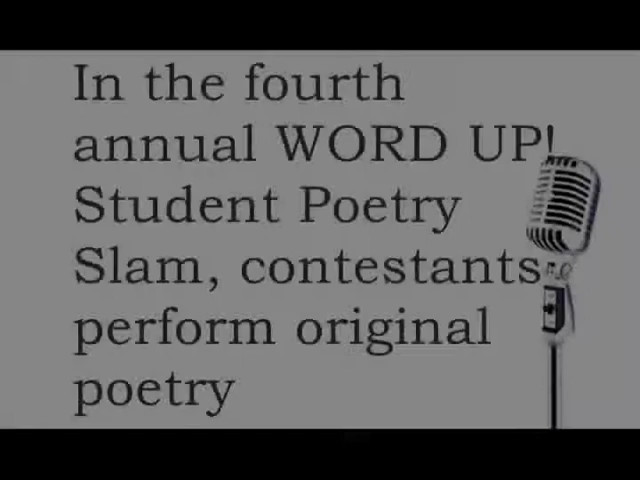 In the fourth
annual WORD UP!
Student Poetry
Slam, contestants
perform original
poetry